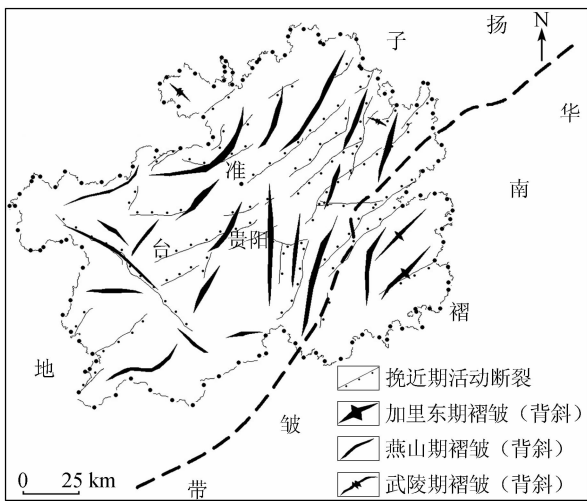 扬
子
N
华
准
南
台
贵阳
褶
地
挽近期活动断裂
加里东期褶皱（背斜）
皱
燕山期褶皱（背斜）
武陵期褶皱（背斜）
带
0 25 km